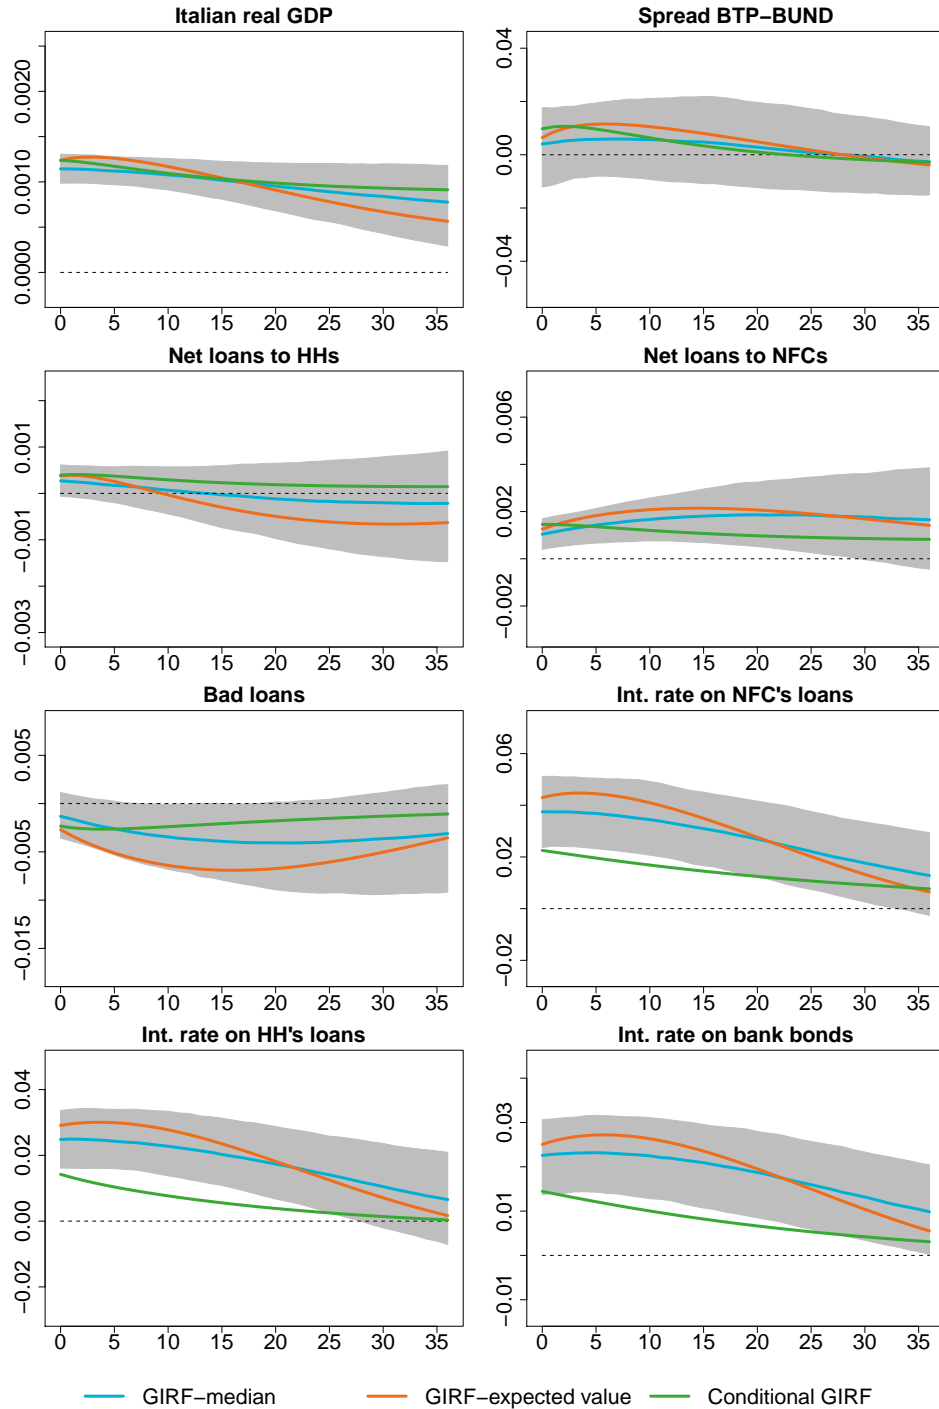 Italian real GDP
0.0020
0.0010
0.0000
0 5 10 15 20 25 30 35
Spread BTP−BUND
0.04
0.00
−0.04
0 5 10 15 20 25 30 35
Net loans to HHs
0.001
−0.001
−0.003
0 5 10 15 20 25 30 35
Net loans to NFCs
0.006
0.002
−0.002
0 5 10 15 20 25 30 35
Bad loans
0.005
−0.005
−0.015
0 5 10 15 20 25 30 35
Int. rate on NFC's loans
0.06
0.02
−0.02
0 5 10 15 20 25 30 35
Int. rate on HH's loans
0.04
0.02
0.00
−0.02
0 5 10 15 20 25 30 35
Int. rate on bank bonds
0.03
0.01
−0.01
0 5 10 15 20 25 30 35
GIRF−median GIRF−expected value Conditional GIRF